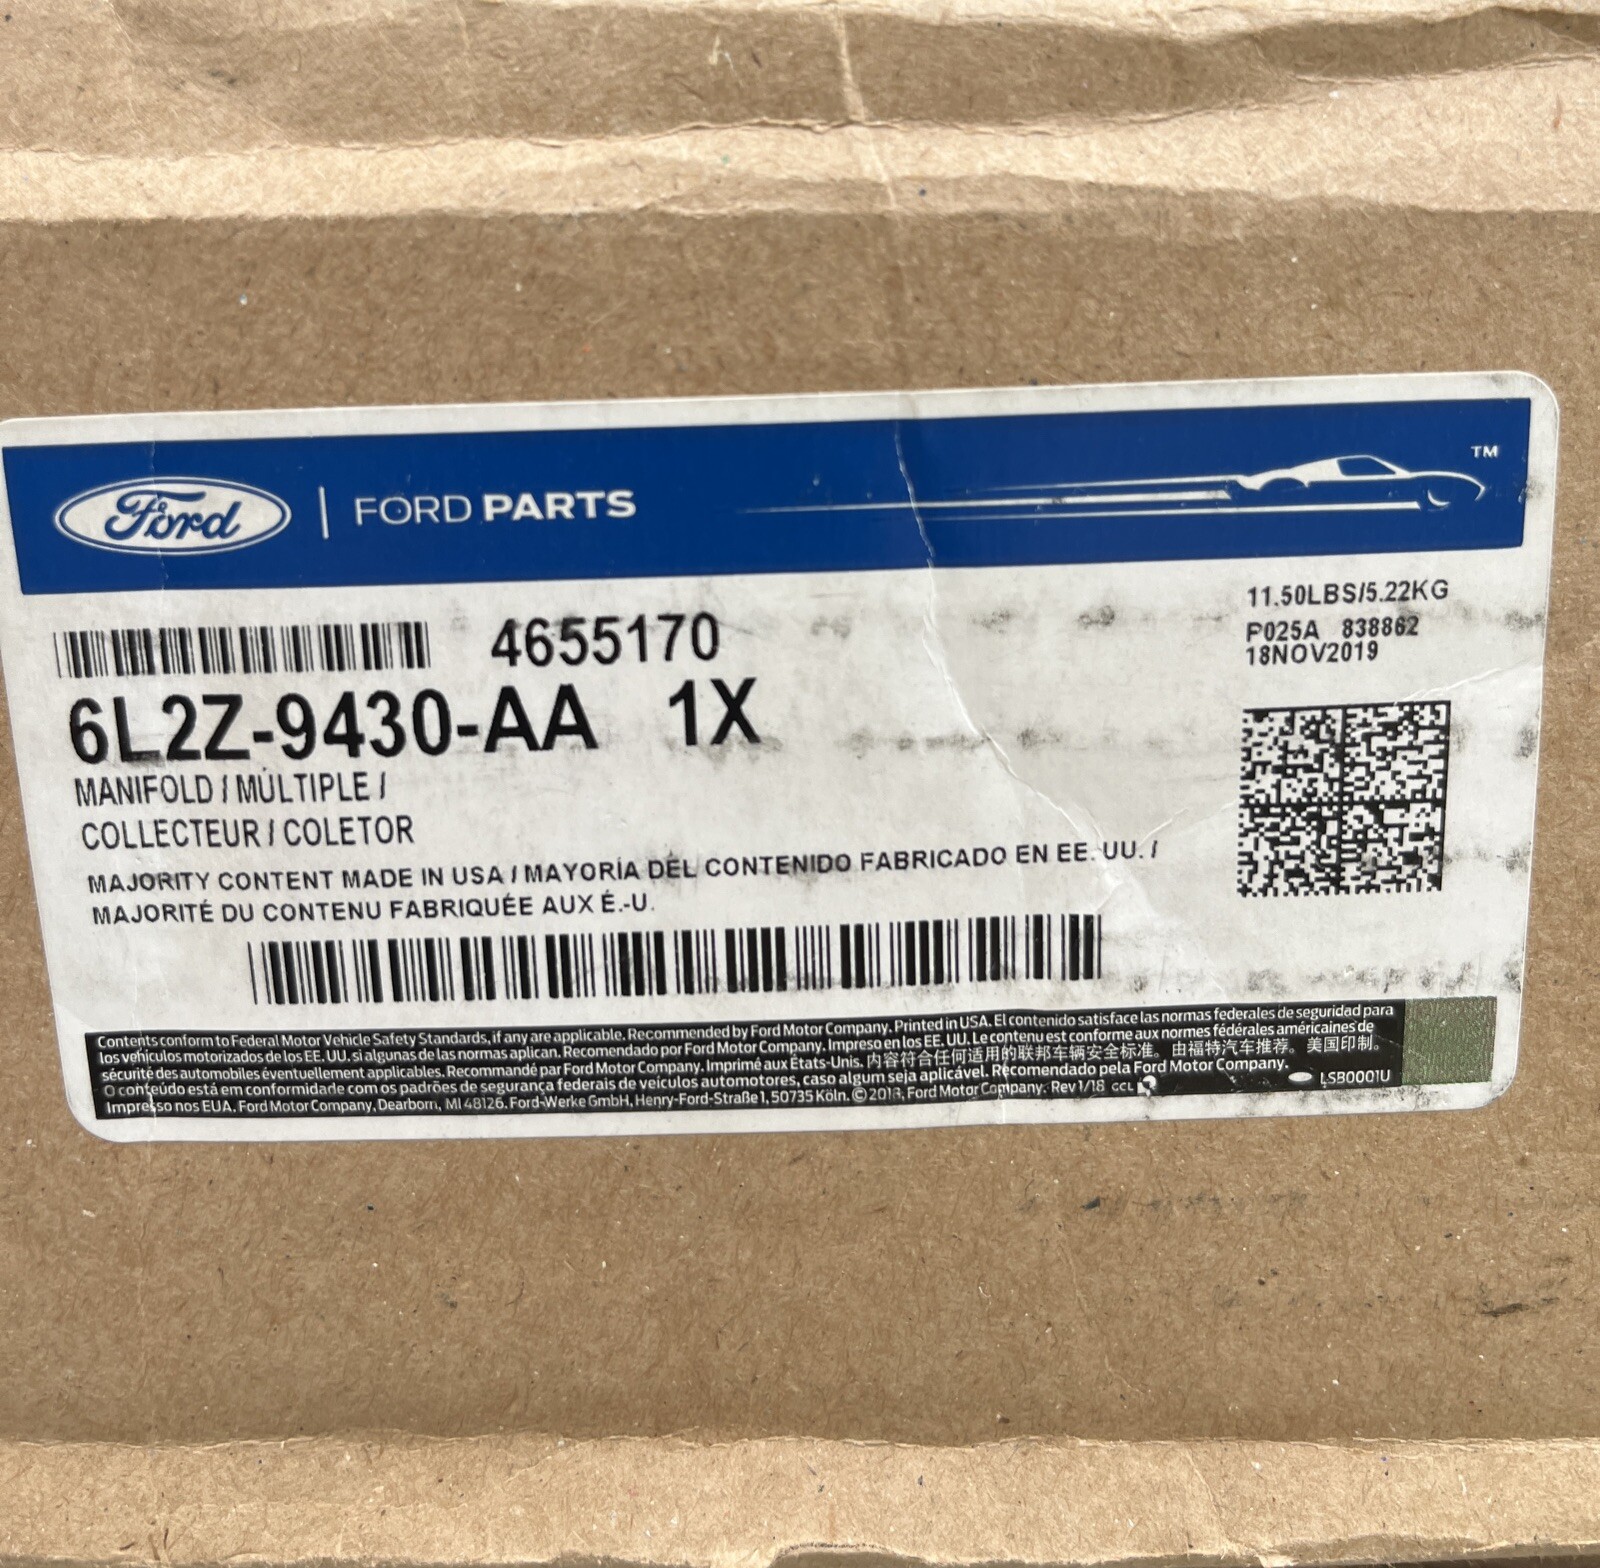 Ford | FORD PARTS
TM
11.50LBS/5.22KG
4655170
P025A 838862
18NOV2019
6L2Z-9430-AA 1X
MANIFOLD / MÚLTIPLE /
COLLECTEUR / COLETOR
MAJORITY CONTENT MADE IN USA / MAYORÍA DEL CONTENIDO FABRICADO EN EE. UU. /
MAJORITÉ DU CONTENU FABRIQUÉE AUX É.-U.
Contents conform to Federal Motor Vehicle Safety Standards, if any are applicable. Recommended by Ford Motor Company. Printed in USA. El contenido satisface las normas federales de seguridad para
los vehículos motorizados de los EE. UU. si algunas de las normas aplican. Recomendado por Ford Motor Company. Impreso en los EE. UU. Le contenu est conforme aux normes fédérales américaines de
sécurité des automobiles éventuellement applicables. Recommandé par Ford Motor Company. Imprimé aux États-Unis. 内容符合任何适用的联邦车辆安全标准。由福特汽车推荐。美国印制。
O conteúdo está em conformidade com os padrões de segurança federais de veículos automotores, caso algum seja aplicável. Recomendado pela Ford Motor Company.
Impresso nos EUA. Ford Motor Company, Dearborn, MI 48126. Ford-Werke GmbH, Henry-Ford-Straße 1, 50735 Köln. © 2018, Ford Motor Company. Rev 1/18 CCL
LSB0001U